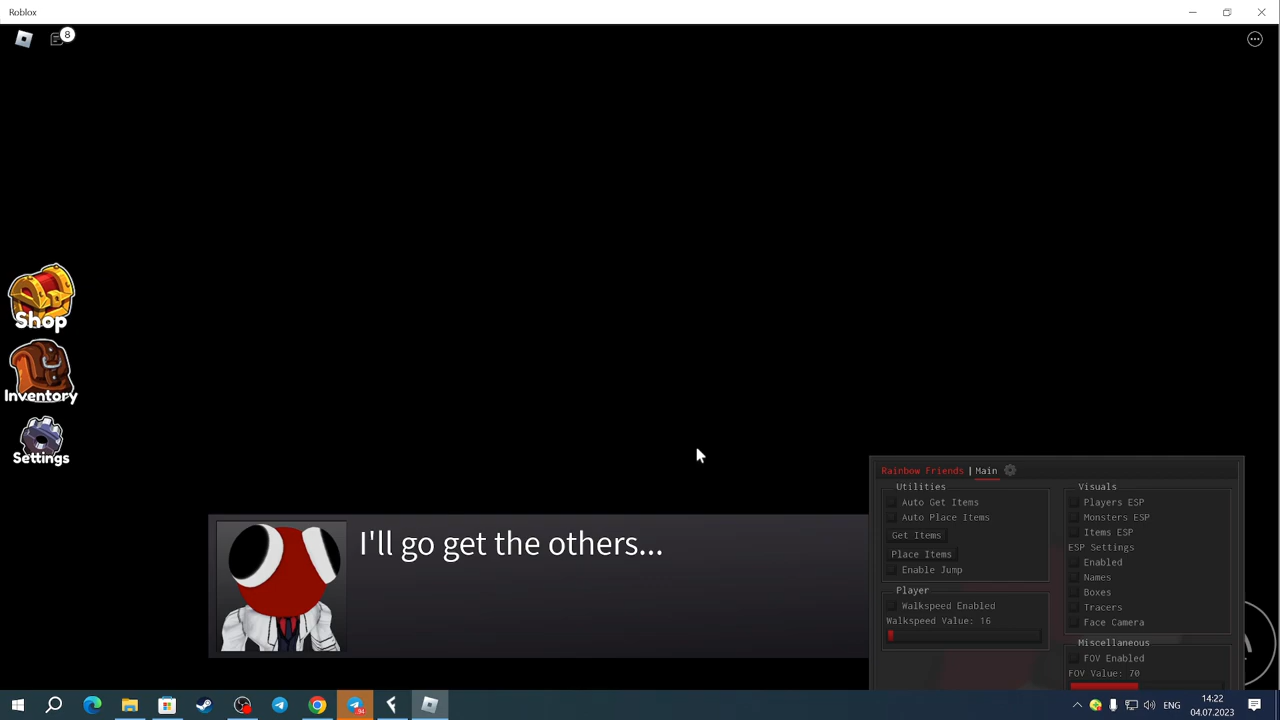 Roblox
8
Shop
Inventory
Settings
I'll go get the others...
Rainbow Friends | Main
Utilities
Auto Get Items
Auto Place Items
Get Items
Place Items
Enable Jump
Player
Walkspeed Enabled
Walkspeed Value: 16
Visuals
Players ESP
Monsters ESP
Items ESP
ESP Settings
Enabled
Names
Boxes
Tracers
Face Camera
Miscellaneous
FOV Enabled
FOV Value: 70
94
ENG
14:22
04.07.2023